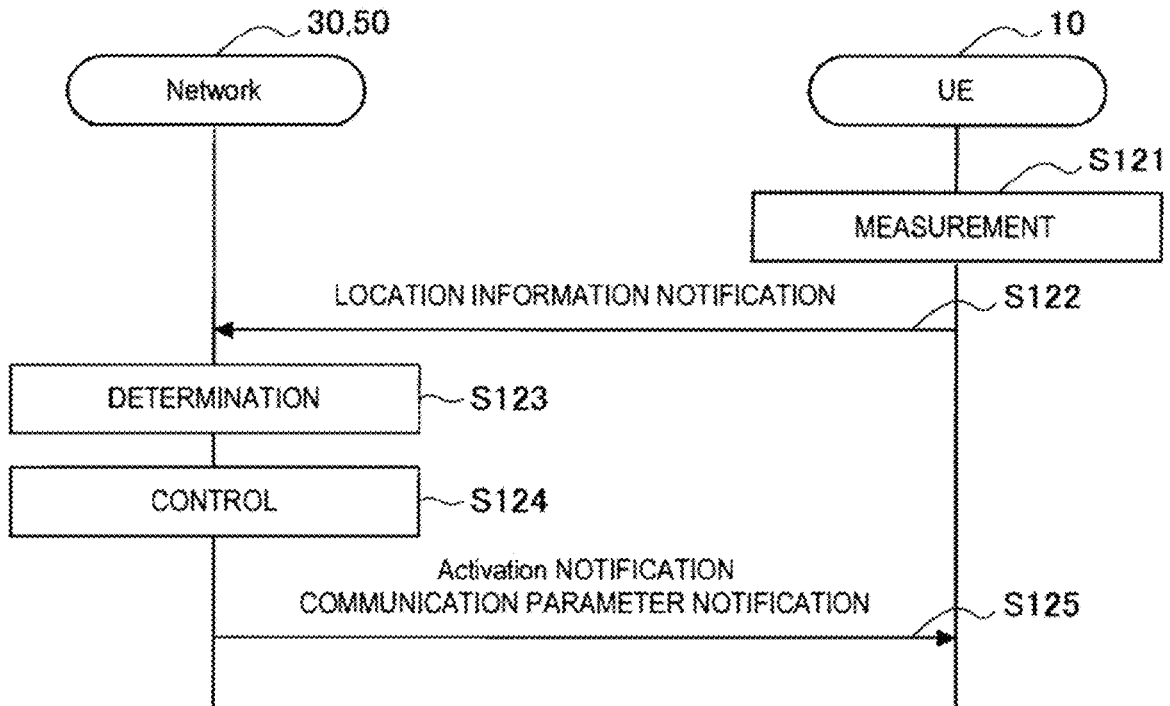 30,50
10
Network
UE
S121
MEASUREMENT
LOCATION INFORMATION NOTIFICATION
S122
DETERMINATION
S123
CONTROL
S124
Activation NOTIFICATION
COMMUNICATION PARAMETER NOTIFICATION
S125